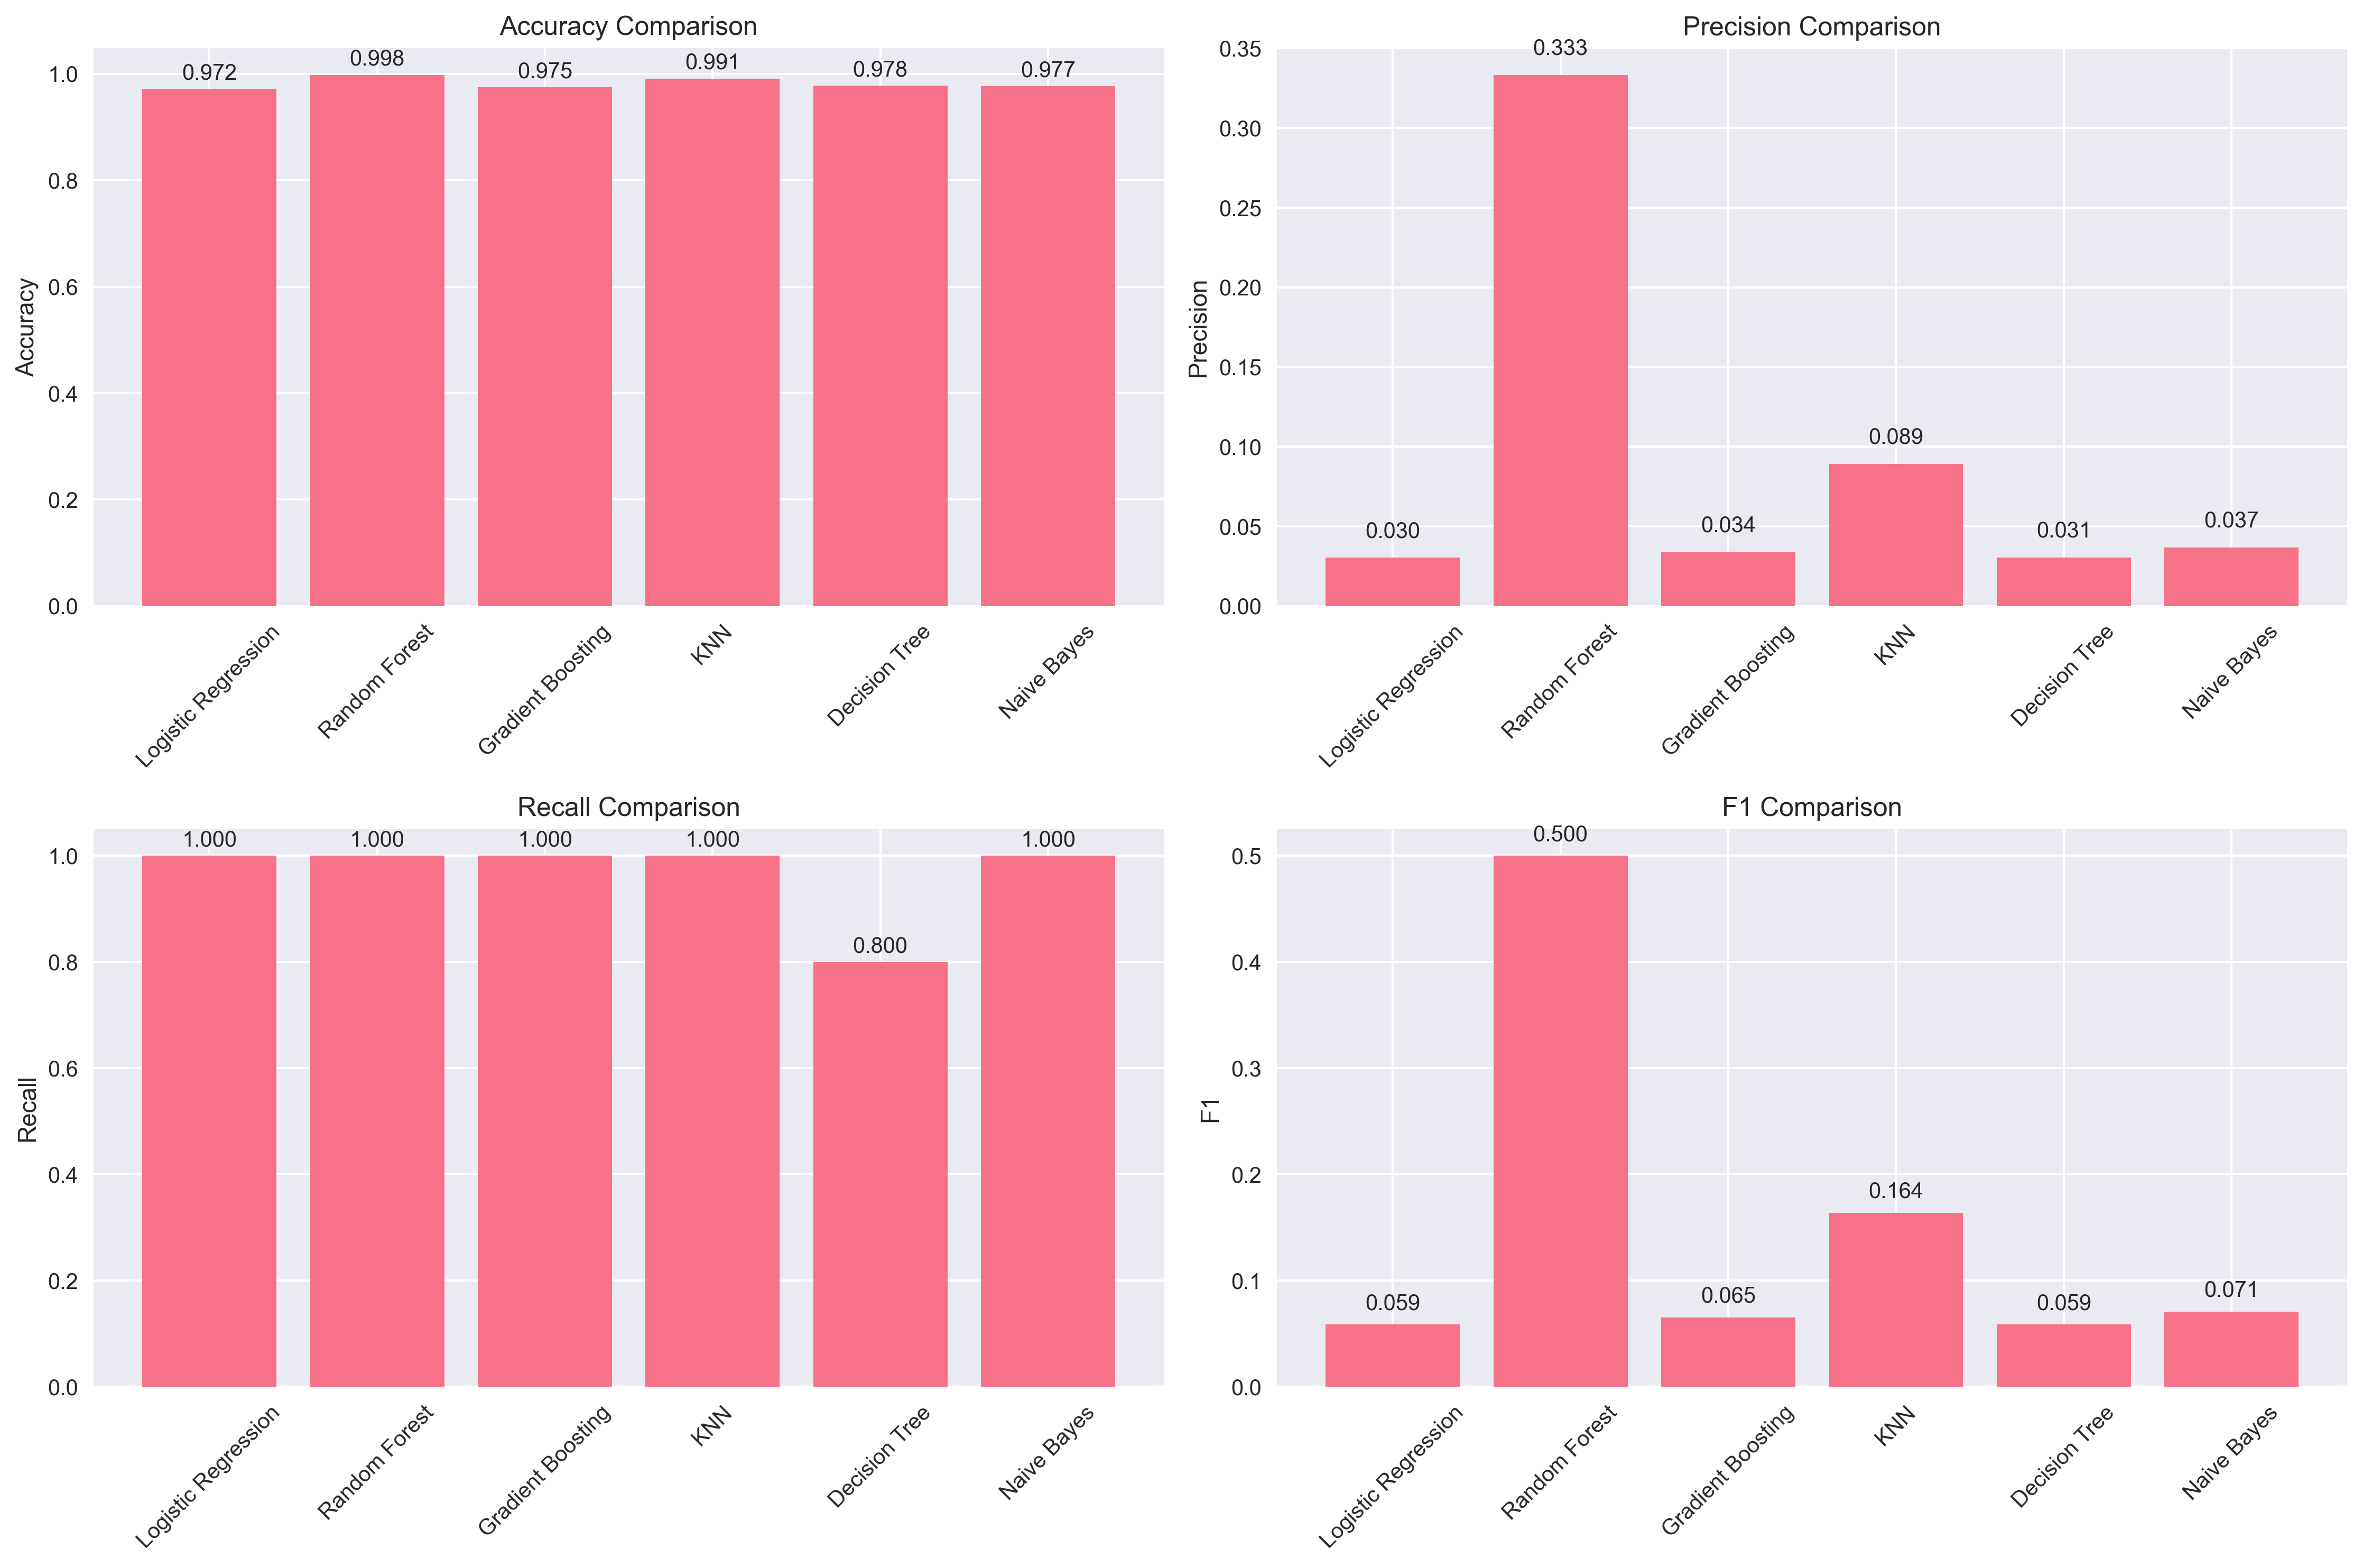 Accuracy Comparison
Accuracy
1.0
0.8
0.6
0.4
0.2
0.0
0.972
0.998
0.975
0.991
0.978
0.977
Logistic Regression
Random Forest
Gradient Boosting
KNN
Decision Tree
Naive Bayes
Precision Comparison
Precision
0.35
0.30
0.25
0.20
0.15
0.10
0.05
0.00
0.030
0.333
0.034
0.089
0.031
0.037
Logistic Regression
Random Forest
Gradient Boosting
KNN
Decision Tree
Naive Bayes
Recall Comparison
Recall
1.0
0.8
0.6
0.4
0.2
0.0
1.000
1.000
1.000
1.000
0.800
1.000
Logistic Regression
Random Forest
Gradient Boosting
KNN
Decision Tree
Naive Bayes
F1 Comparison
F1
0.5
0.4
0.3
0.2
0.1
0.0
0.059
0.500
0.065
0.164
0.059
0.071
Logistic Regression
Random Forest
Gradient Boosting
KNN
Decision Tree
Naive Bayes